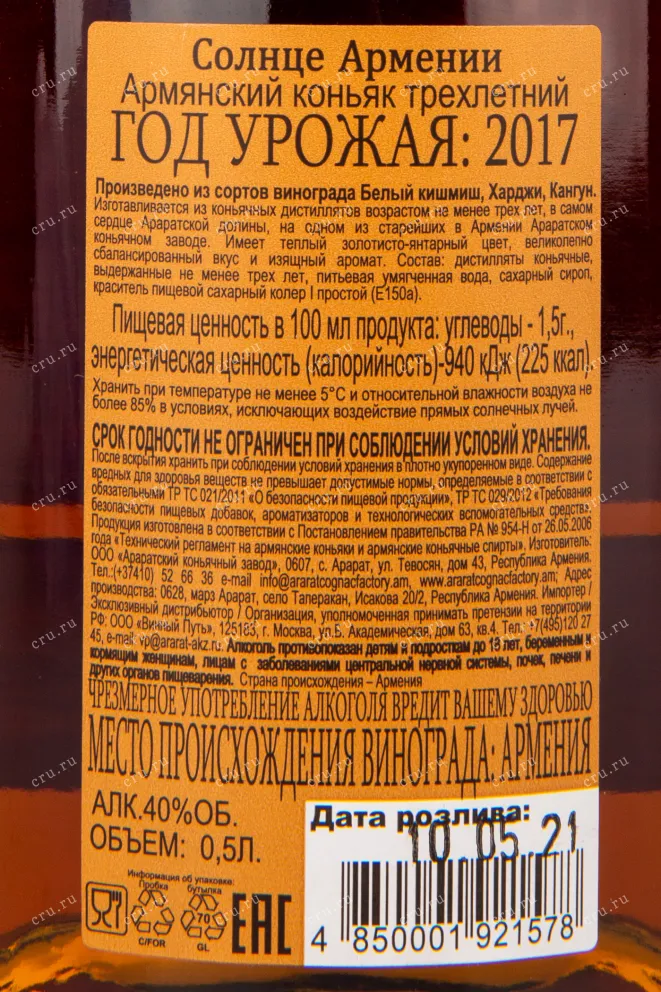 Солнце Армении
Армянский коньяк трехлетний
ГОД УРОЖАЯ: 2017
Произведено из сортов винограда Белый кишмиш, Харджи, Кангун.
Изготавливается из коньячных дистиллятов возрастом не менее трех лет, в самом
сердце Араратской долины, на одном из старейших в Армении Араратском
коньячном заводе. Имеет теплый золотисто-янтарный цвет, великолепно
сбалансированный вкус и изящный аромат. Состав: дистилляты коньячные,
выдержанные не менее трех лет, питьевая умягченная вода, сахарный сироп,
краситель пищевой сахарный колер I простой (Е150а).
Пищевая ценность в 100 мл продукта: углеводы - 1,5г.,
энергетическая ценность (калорийность)-940 кДж (225 ккал)
Хранить при температуре не менее 5°С и относительной влажности воздуха не
более 85% в условиях, исключающих воздействие прямых солнечных лучей.
СРОК ГОДНОСТИ НЕ ОГРАНИЧЕН ПРИ СОБЛЮДЕНИИ УСЛОВИЙ ХРАНЕНИЯ.
После вскрытия хранить при соблюдении условий хранения в плотно укупоренном виде. Содержание
вредных для здоровья веществ не превышает допустимые нормы, определяемые в соответствии с
обязательными ТР ТС 021/2011 «О безопасности пищевой продукции», ТР ТС 029/2012 «Требования
безопасности пищевых добавок, ароматизаторов и технологических вспомогательных средств».
Продукция изготовлена в соответствии с Постановлением правительства РА № 954-Н от 26.05.2006
года «Технический регламент на армянские коньяки и армянские коньячные спирты». Изготовитель:
ООО «Араратский коньячный завод», 0607, г. Арарат, ул. Тевосян, дом 43, Республика Армения.
Тел.:(+37410) 52 66 36 e-mail info@araratcognacfactory.am, www.araratcognacfactory.am; Адрес
производства: 0628, марз Арарат, село Таперакан, Исакова 20/2, Республика Армения. Импортер /
Эксклюзивный дистрибьютор / Организация, уполномоченная принимать претензии на территории
РФ: ООО «Винный Путь», 125183, г. Москва, ул.Б. Академическая, дом 63, кв.4. Тел.: +7(495)120 27
45, e-mail: vp@ararat-akz.ru. Алкоголь противопоказан детям и подросткам до 18 лет, беременным и
кормящим женщинам, лицам с заболеваниями центральной нервной системы, почек, печени и
других органов пищеварения. Страна происхождения – Армения
ЧРЕЗМЕРНОЕ УПОТРЕБЛЕНИЕ АЛКОГОЛЯ ВРЕДИТ ВАШЕМУ ЗДОРОВЬЮ
МЕСТО ПРОИСХОЖДЕНИЯ ВИНОГРАДА: АРМЕНИЯ
АЛК.40%ОБ.
ОБЪЕМ: 0,5Л.
Дата розлива:
10.05.21
Информация об упаковке:
Пробка бутылка
70
C/FOR GL
EAC
4 850001 921578
cru.ru